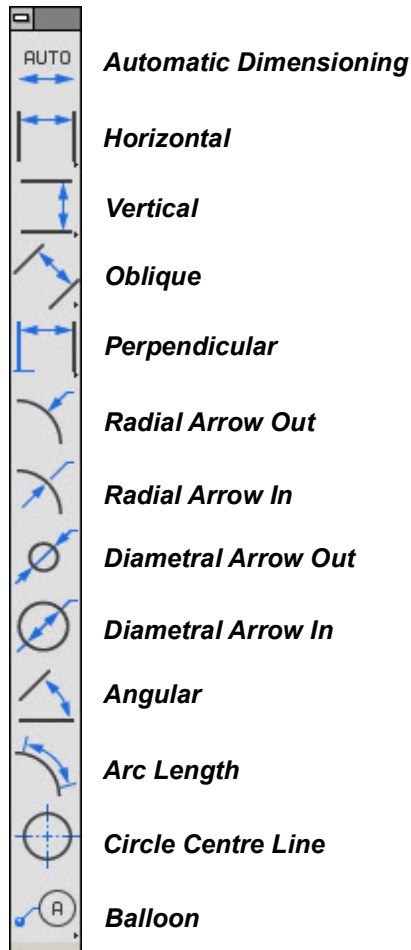 AUTO
Automatic Dimensioning
Horizontal
Vertical
Oblique
Perpendicular
Radial Arrow Out
Radial Arrow In
Diametral Arrow Out
Diametral Arrow In
Angular
Arc Length
Circle Centre Line
A
Balloon